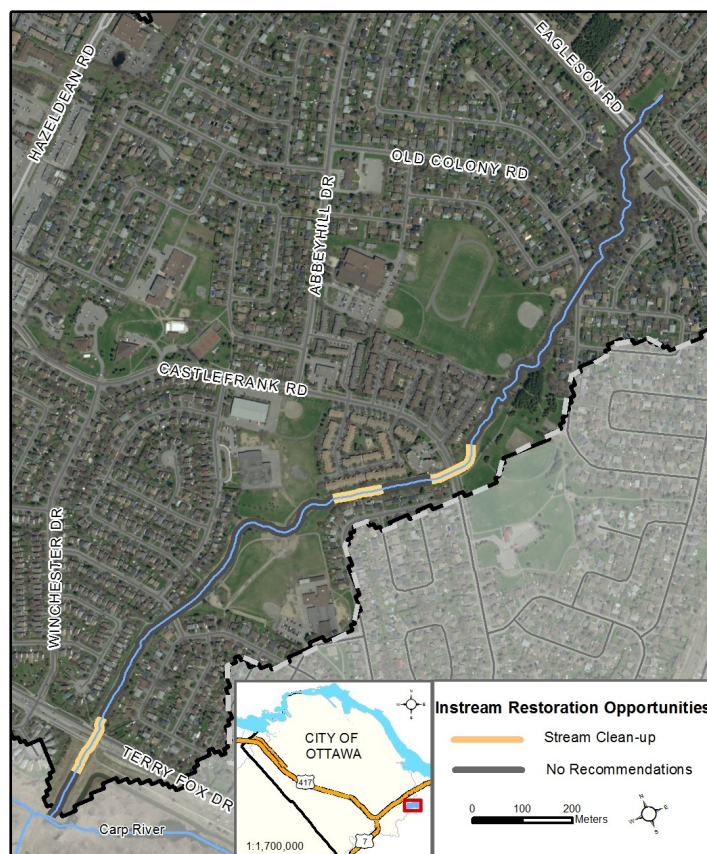 EAGLESON RD
HAZELDEAN RD
OLD COLONY RD
ABBEYHILL DR
CASTLEFRANK RD
WINCHESTER DR
TERRY FOX DR
Carp River
CITY OF
OTTAWA
417
7
1:1,700,000
Instream Restoration Opportunities
Stream Clean-up
No Recommendations
0 100 200
Meters
N
E
S
W